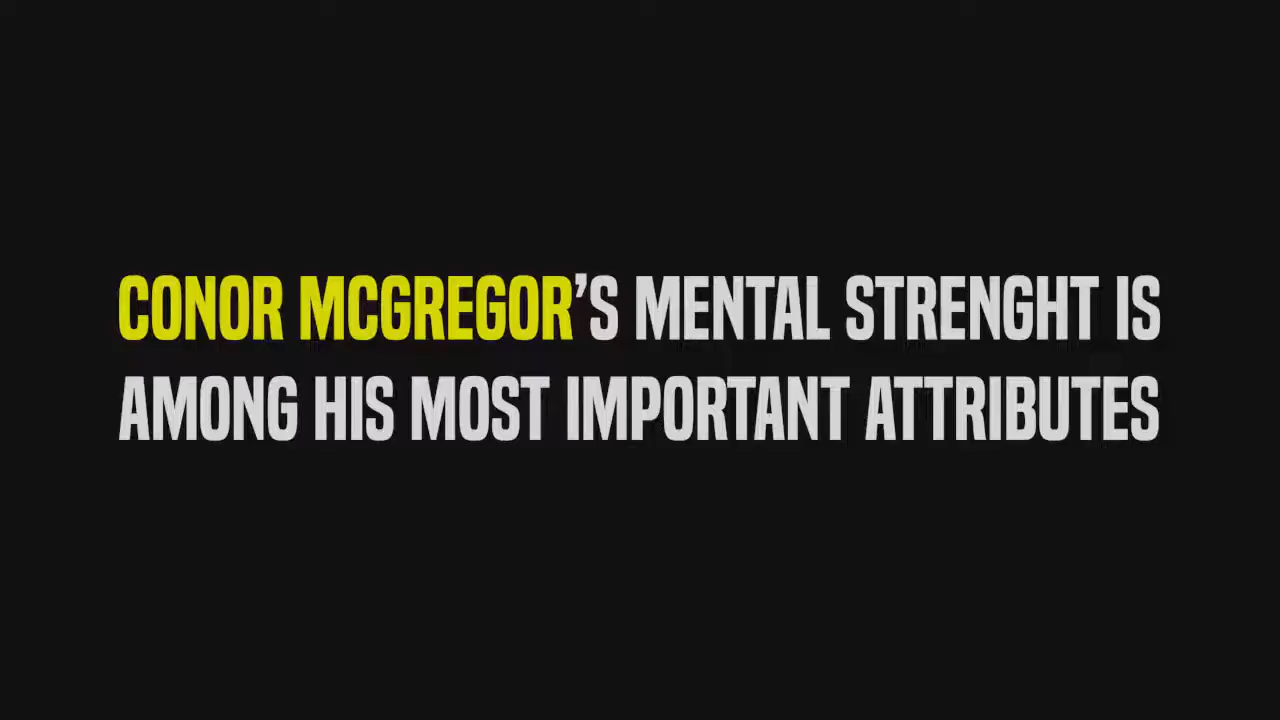 CONOR MCGREGOR'S MENTAL STRENGHT IS
AMONG HIS MOST IMPORTANT ATTRIBUTES